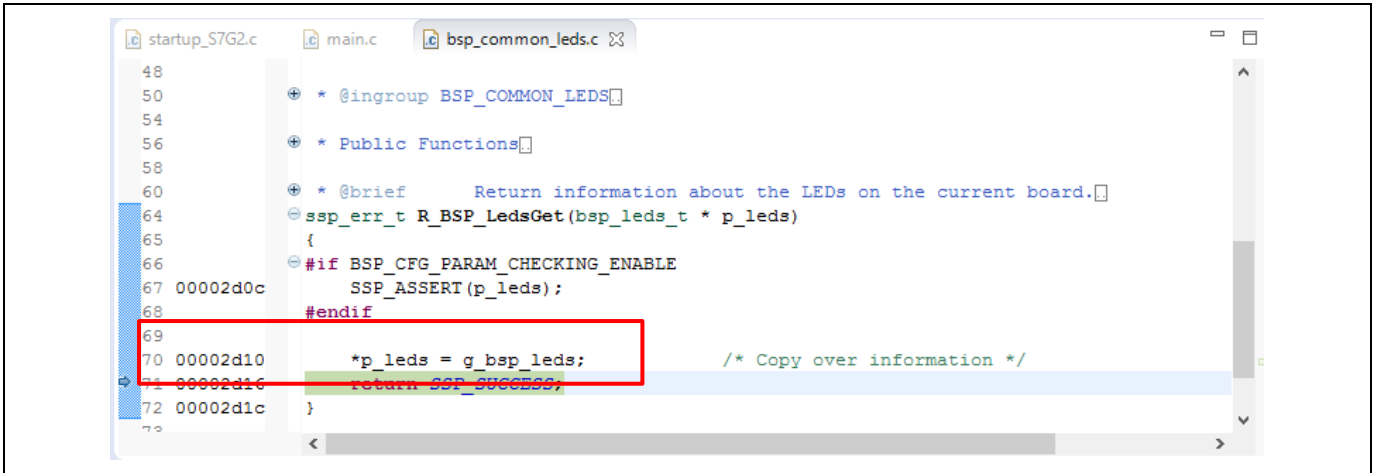 startup_S7G2.c main.c bsp_common_leds.c
48
50 * @ingroup BSP_COMMON_LEDS
54
56 * Public Functions
58
60 * @brief Return information about the LEDs on the current board.
64 ssp_err_t R_BSP_LedsGet(bsp_leds_t * p_leds)
65 {
66 #if BSP_CFG_PARAM_CHECKING_ENABLE
67 00002d0c SSP_ASSERT(p_leds);
68 #endif
69
70 00002d10 *p_leds = g_bsp_leds; /* Copy over information */
71 00002d16 return SSP_SUCCESS;
72 00002d1c }
73